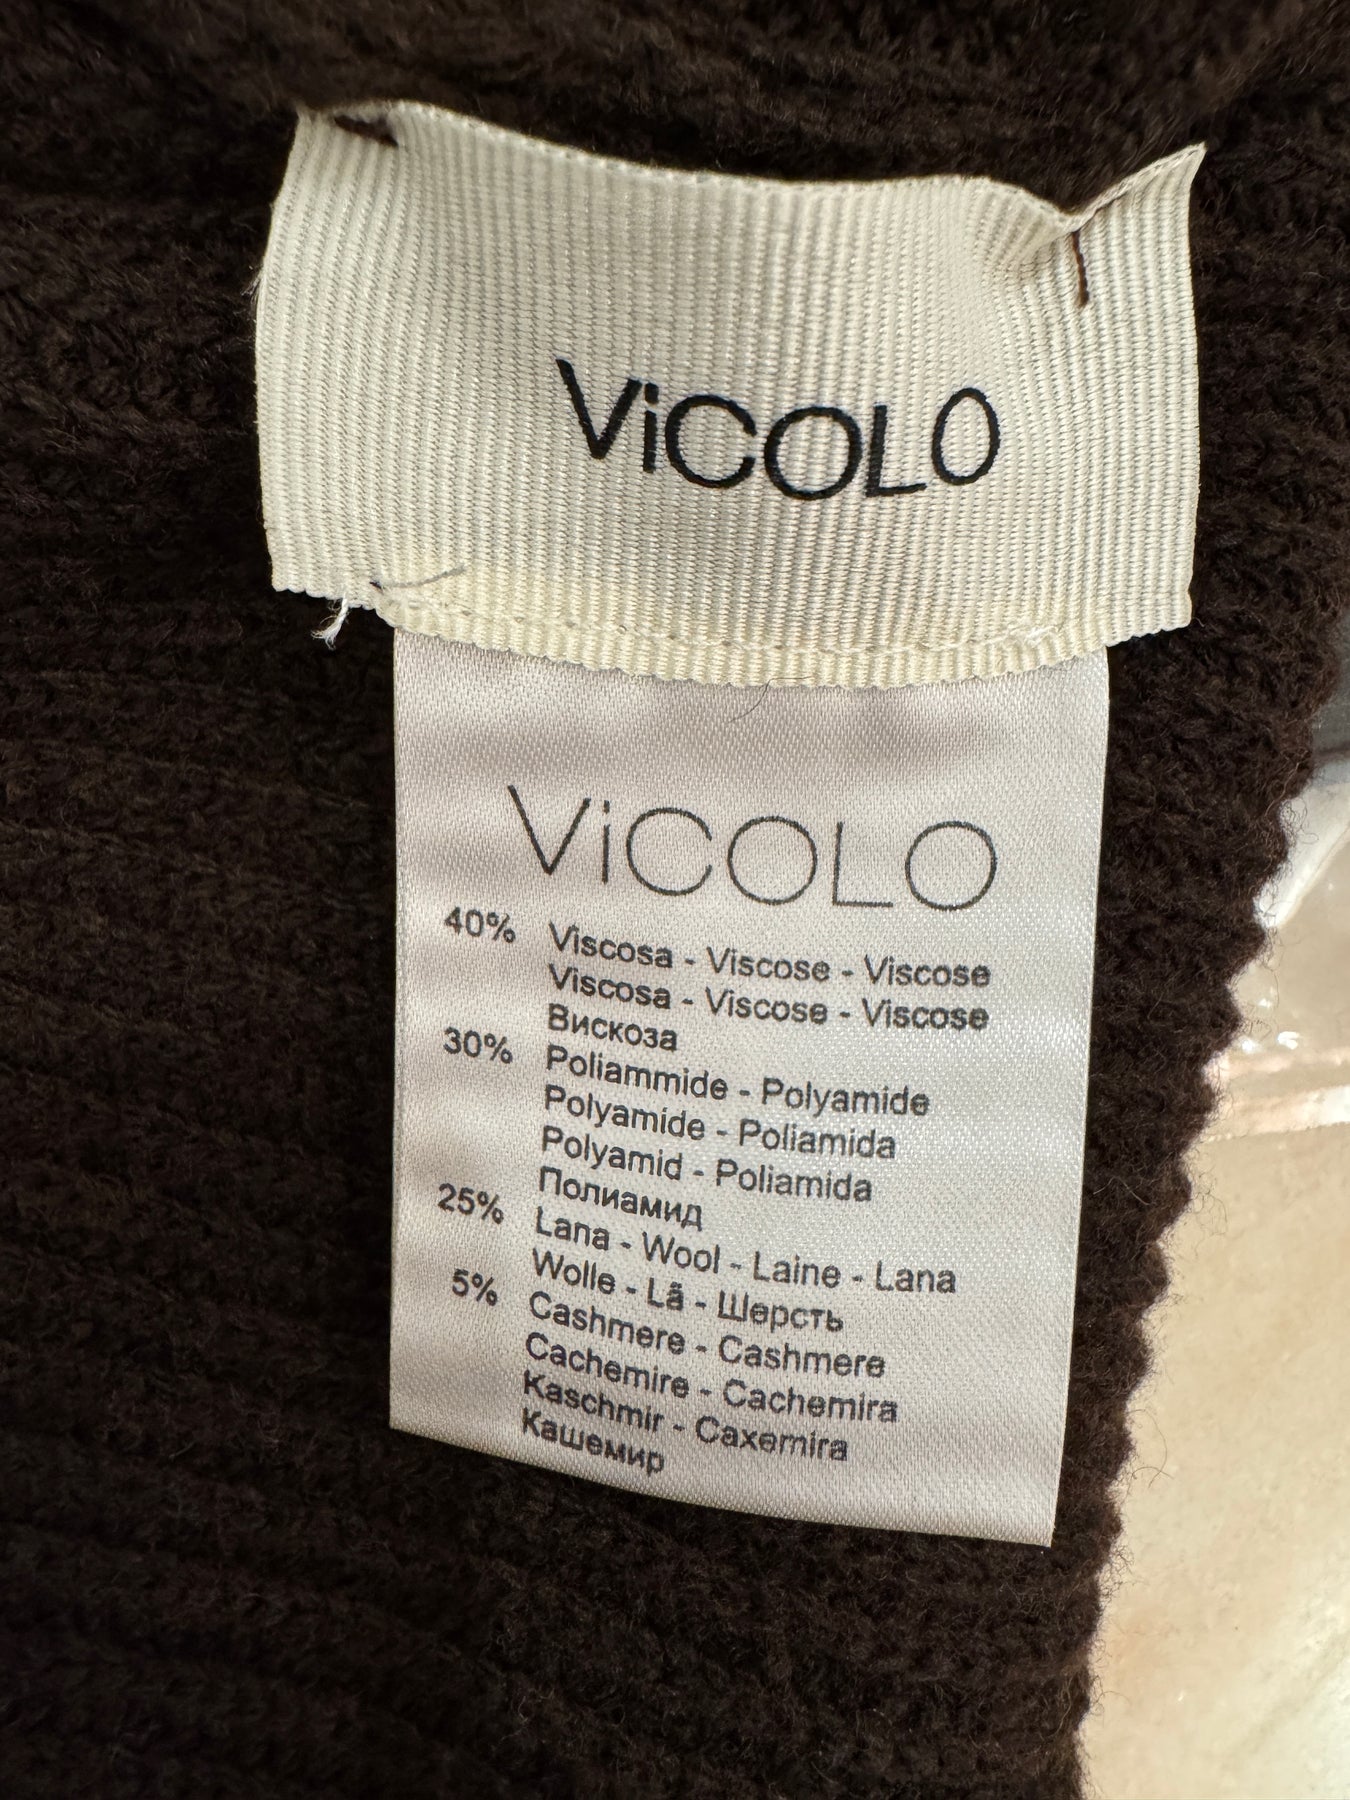 ViCOLO
ViCOLO
40% Viscosa - Viscose - Viscose
Viscosa - Viscose - Viscose
Вискоза
30% Poliammide - Polyamide
Polyamide - Poliamida
Polyamid - Poliamida
Полиамид
25% Lana - Wool - Laine - Lana
Wolle - Lã - Шерсть
5% Cashmere - Cashmere
Cachemire - Cachemira
Kaschmir - Caxemira
Кашемир